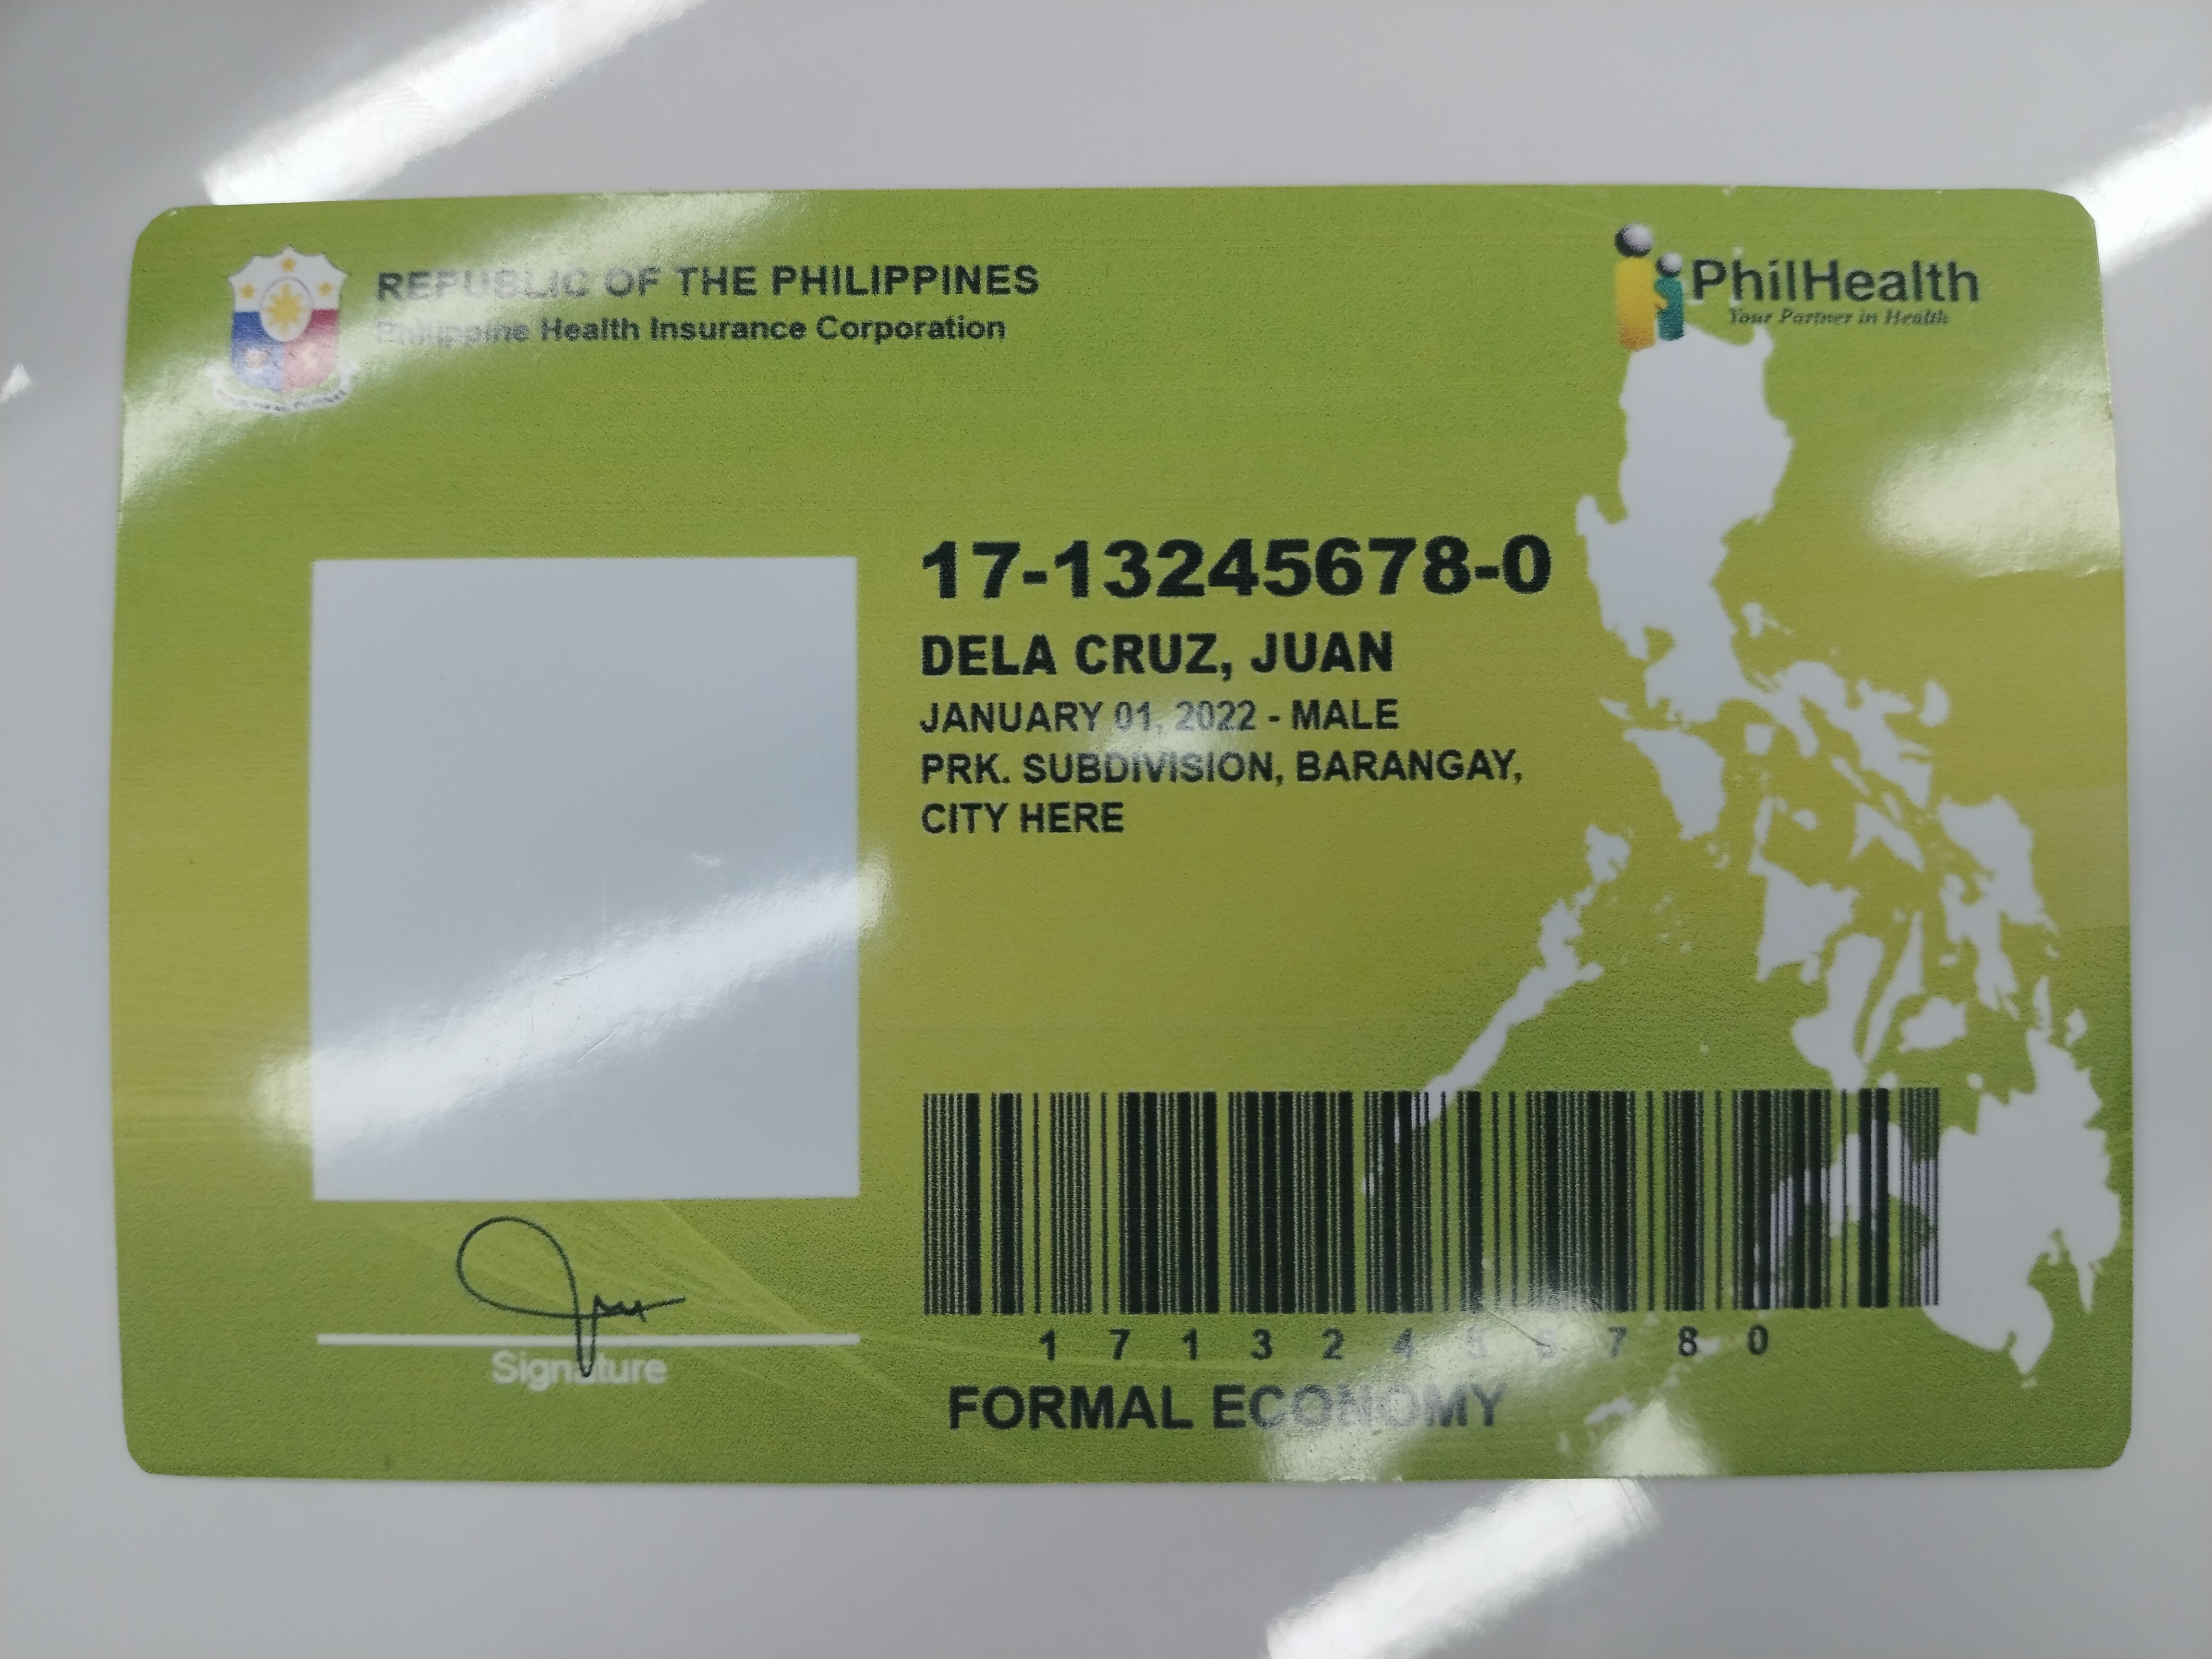 REPUBLIC OF THE PHILIPPINES
Philippine Health Insurance Corporation
PhilHealth
Your Partner in Health
17-13245678-0
DELA CRUZ, JUAN
JANUARY 01, 2022 - MALE
PRK. SUBDIVISION, BARANGAY,
CITY HERE
1 7 1 3 2 4 5 6 7 8 0
FORMAL ECONOMY
Signature